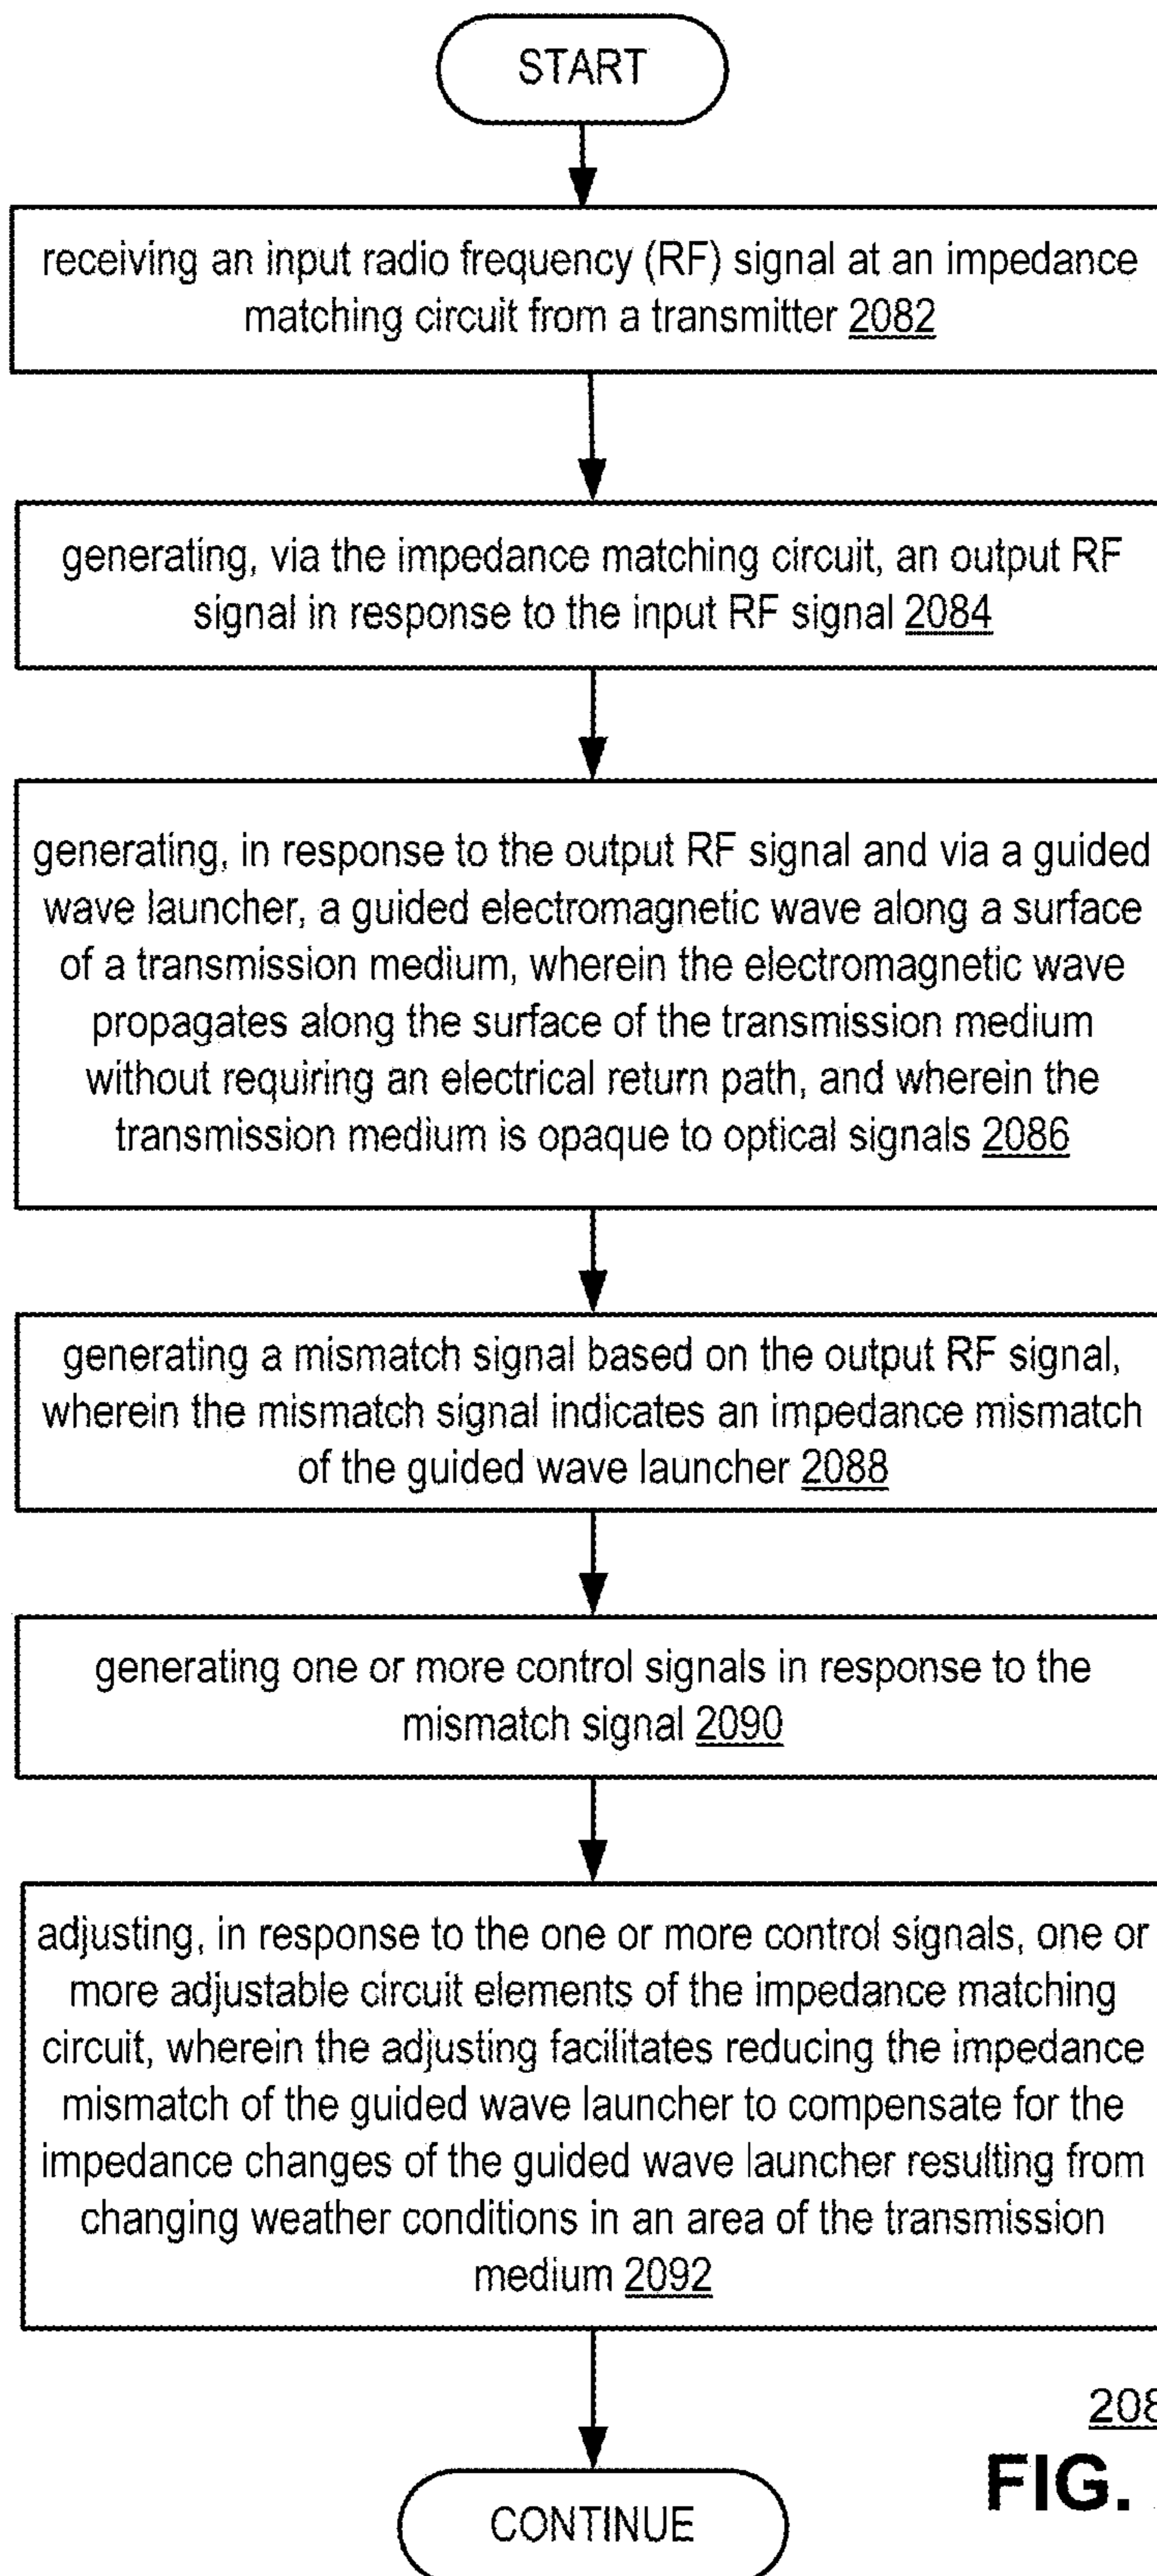 START
receiving an input radio frequency (RF) signal at an impedance
matching circuit from a transmitter 2082
generating, via the impedance matching circuit, an output RF
signal in response to the input RF signal 2084
generating, in response to the output RF signal and via a guided
wave launcher, a guided electromagnetic wave along a surface
of a transmission medium, wherein the electromagnetic wave
propagates along the surface of the transmission medium
without requiring an electrical return path, and wherein the
transmission medium is opaque to optical signals 2086
generating a mismatch signal based on the output RF signal,
wherein the mismatch signal indicates an impedance mismatch
of the guided wave launcher 2088
generating one or more control signals in response to the
mismatch signal 2090
adjusting, in response to the one or more control signals, one or
more adjustable circuit elements of the impedance matching
circuit, wherein the adjusting facilitates reducing the impedance
mismatch of the guided wave launcher to compensate for the
impedance changes of the guided wave launcher resulting from
changing weather conditions in an area of the transmission
medium 2092
208
FIG.
CONTINUE